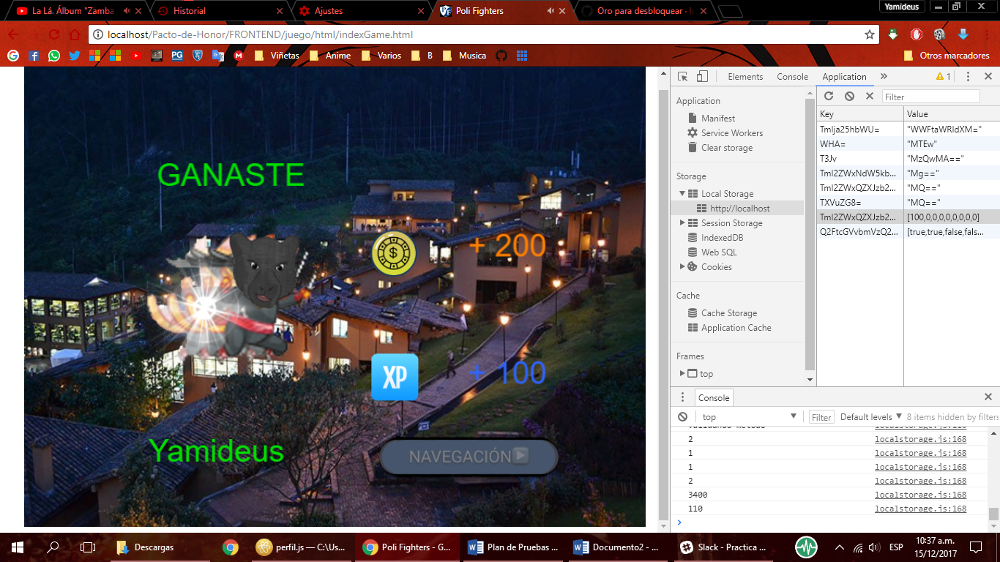 La Lá. Álbum "Zamba
Historial
Ajustes
Poli Fighters
Oro para desbloquear · Is
Yamideus
localhost/Pacto-de-Honor/FRONTEND/juego/html/indexGame.html
Viñetas
Anime
Varios
B
Musica
Otros marcadores
GANASTE
+ 200
XP
+ 100
Yamideus
NAVEGACIÓN
Elements
Console
Application
1
Application
Manifest
Service Workers
Clear storage
Storage
Local Storage
http://localhost
Session Storage
IndexedDB
Web SQL
Cookies
Cache
Cache Storage
Application Cache
Frames
top
Filter
Key Value
Tmlja25hbWU= "WWFtaWRldXM="
WHA= "MTEw"
T3Jv "MzQwMA=="
Tml2ZWxNdW5kb... "Mg=="
Tml2ZWxQZXJzb2... "MQ=="
TXVuZG8= "MQ=="
Tml2ZWxQZXJzb2... [100,0,0,0,0,0,0,0,0]
Q2FtcGVvbmVzQ2... [true,true,false,fals...
Console
top
Filter
Default levels
8 items hidden by filters
2 localstorage.js:168
1 localstorage.js:168
1 localstorage.js:168
2 localstorage.js:168
3400 localstorage.js:168
110 localstorage.js:168
Descargas
perfil.js — C:\Us...
Poli Fighters - G...
Plan de Pruebas ...
Documento2 - ...
Slack - Practica ...
ESP
10:37 a.m.
15/12/2017